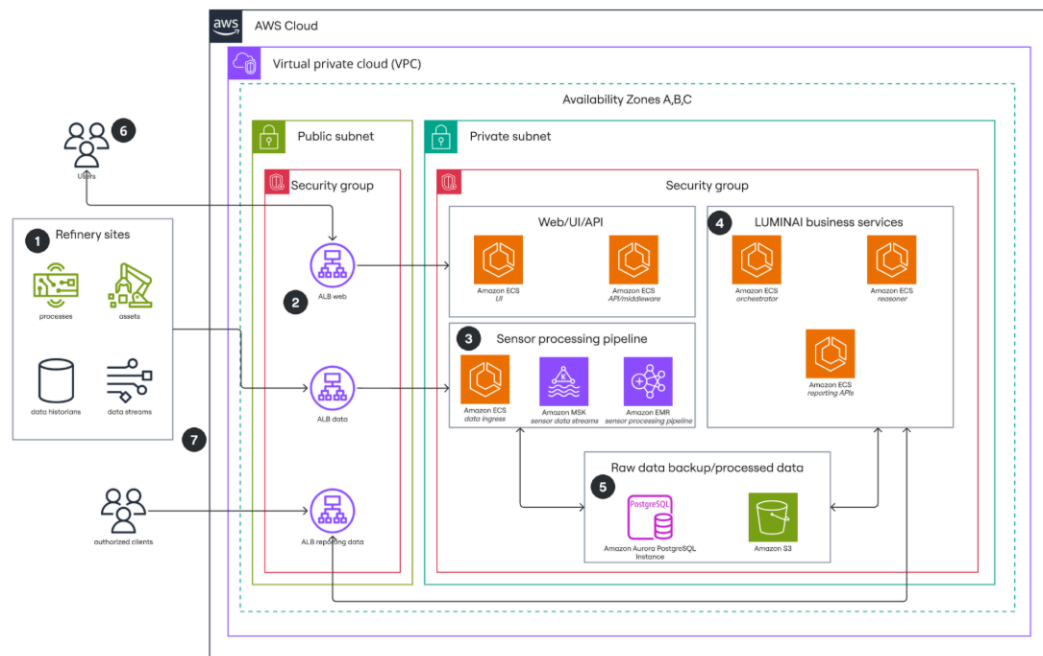 aws
AWS Cloud
Virtual private cloud (VPC)
Availability Zones A,B,C
Public subnet
Private subnet
6
Users
Security group
Security group
1
Refinery sites
processes
assets
data historians
data streams
7
authorized clients
2
ALB web
ALB data
ALB reporting data
Web/UI/API
Amazon ECS
UI
Amazon ECS
API/middleware
3
Sensor processing pipeline
Amazon ECS
data ingress
Amazon MSK
sensor data streams
Amazon EMR
sensor processing pipeline
4
LUMINAI business services
Amazon ECS
orchestrator
Amazon ECS
reasoner
Amazon ECS
reporting APIs
Raw data backup/processed data
5
PostgreSQL
Amazon Aurora PostgreSQL
Instance
Amazon S3